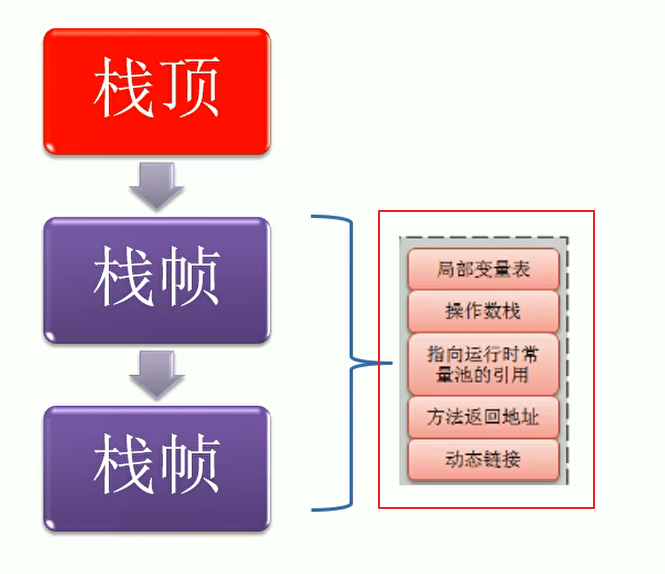 栈顶
栈帧
栈帧
局部变量表
操作数栈
指向运行时常
量池的引用
方法返回地址
动态链接